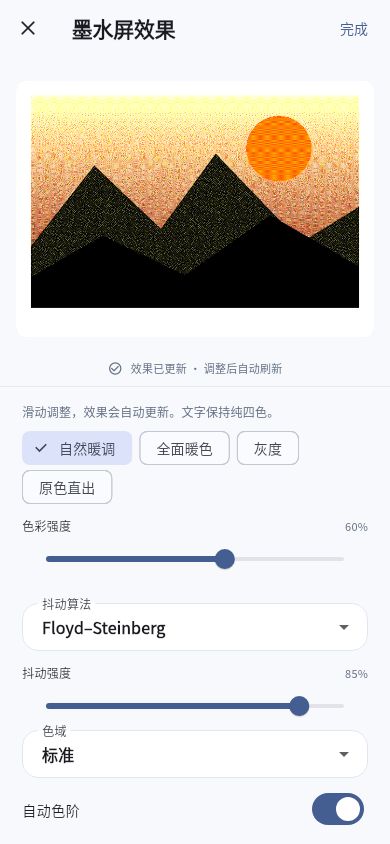 墨水屏效果
完成
效果已更新 · 调整后自动刷新
滑动调整，效果会自动更新。文字保持纯四色。
自然暖调
全面暖色
灰度
原色直出
色彩强度
60%
抖动算法
Floyd–Steinberg
抖动强度
85%
色域
标准
自动色阶